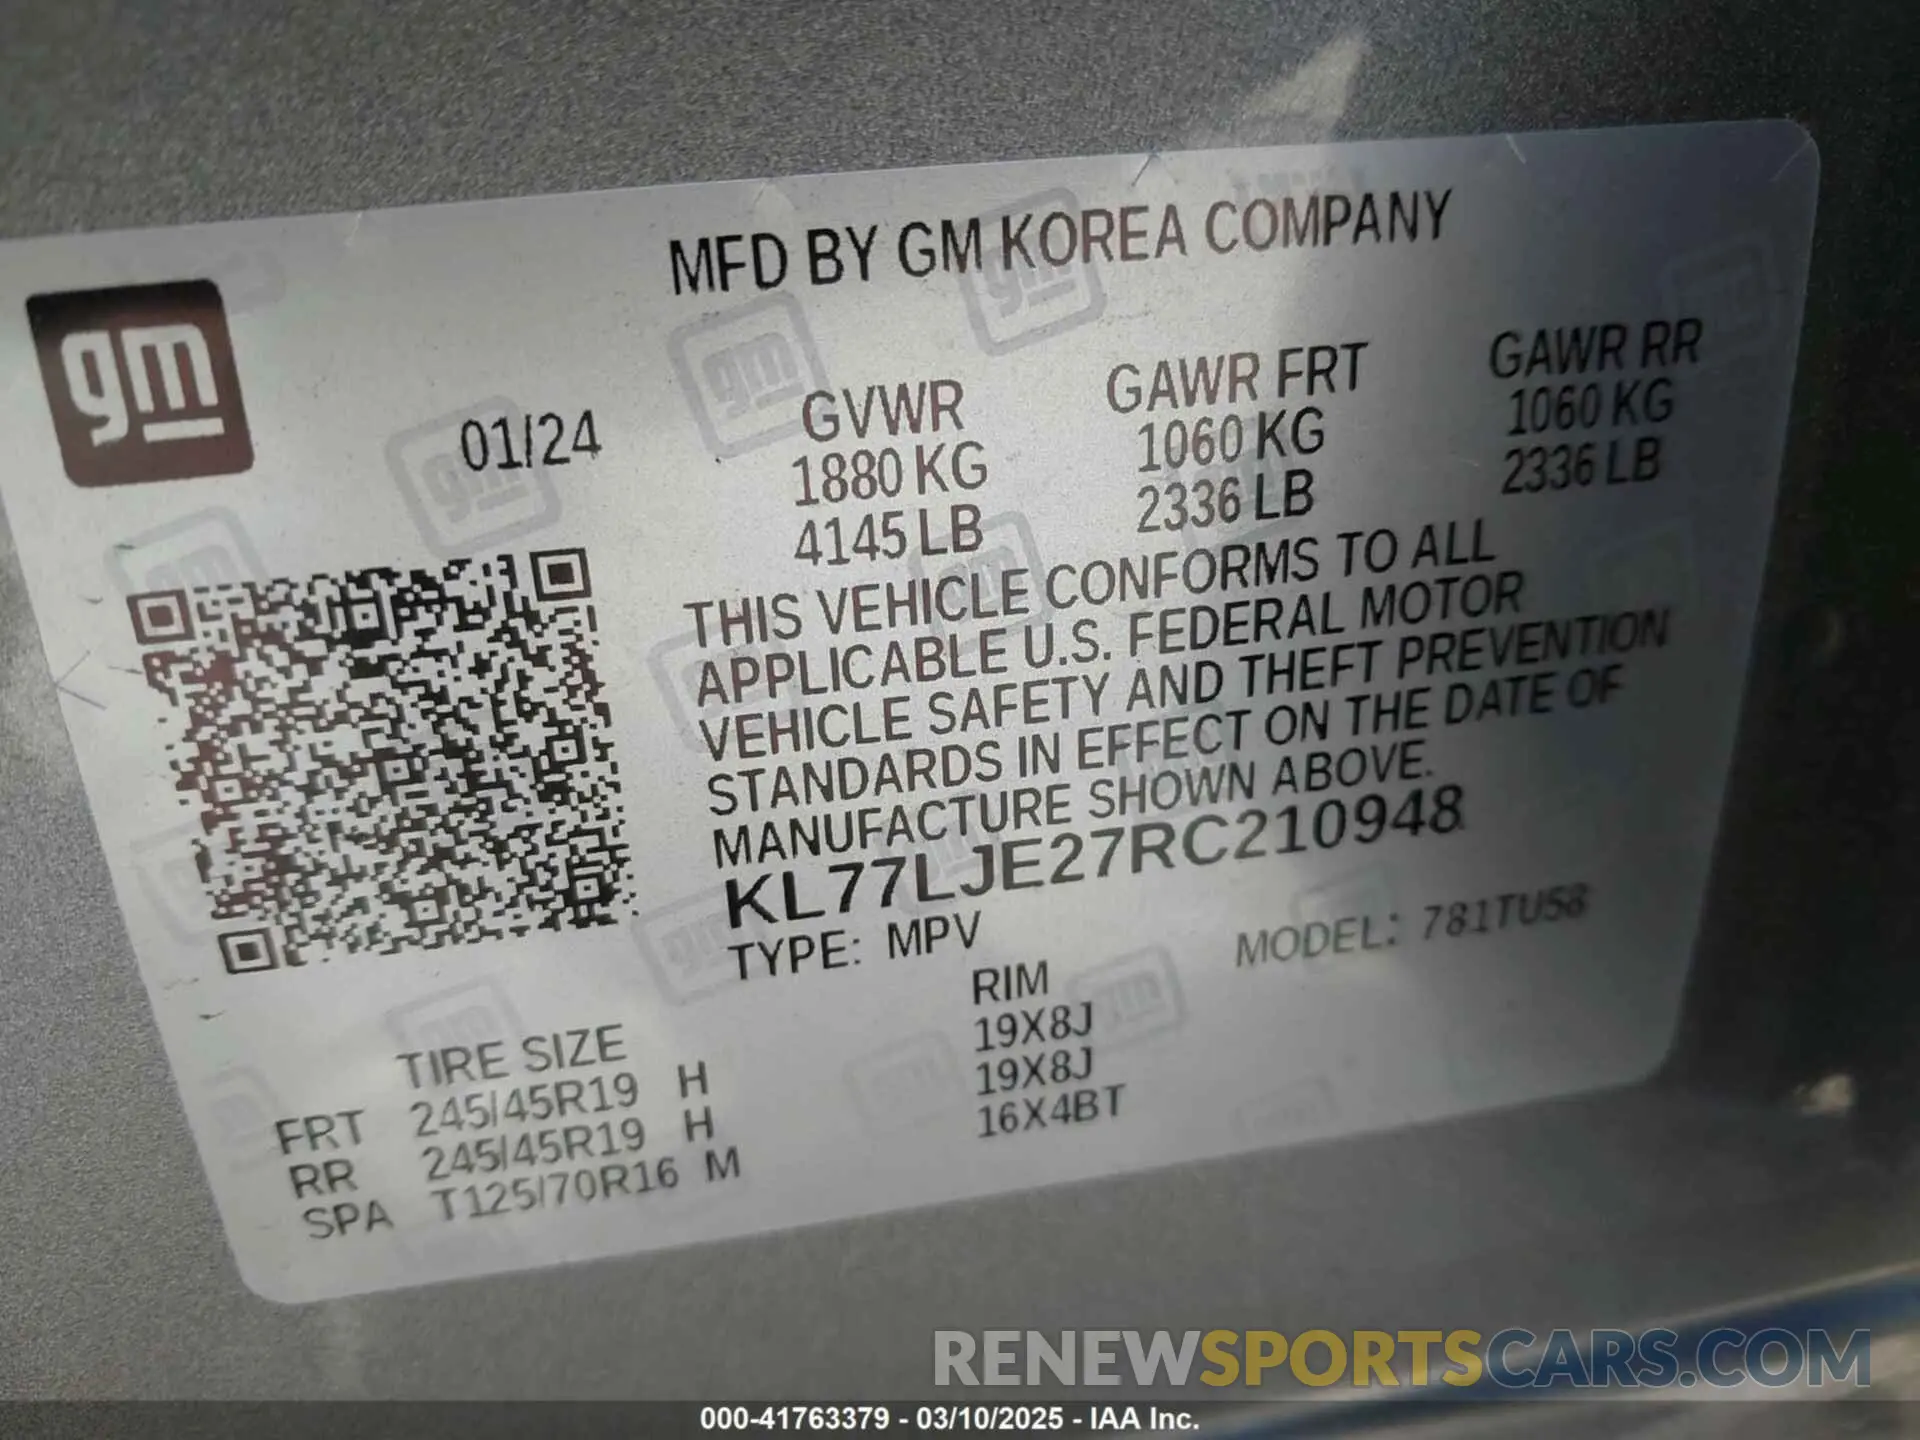 MFD BY GM KOREA COMPANY
gm
01/24
GVWR
1880 KG
4145 LB
GAWR FRT
1060 KG
2336 LB
GAWR RR
1060 KG
2336 LB
THIS VEHICLE CONFORMS TO ALL
APPLICABLE U.S. FEDERAL MOTOR
VEHICLE SAFETY AND THEFT PREVENTION
STANDARDS IN EFFECT ON THE DATE OF
MANUFACTURE SHOWN ABOVE.
KL77LJE27RC210948
TYPE: MPV MODEL: 781TU58
TIRE SIZE RIM
FRT 245/45R19 H 19X8J
RR 245/45R19 H 19X8J
SPA T125/70R16 M 16X4BT
RENEWSPORTSCARS.COM
000-41763379 - 03/10/2025 - IAA Inc.